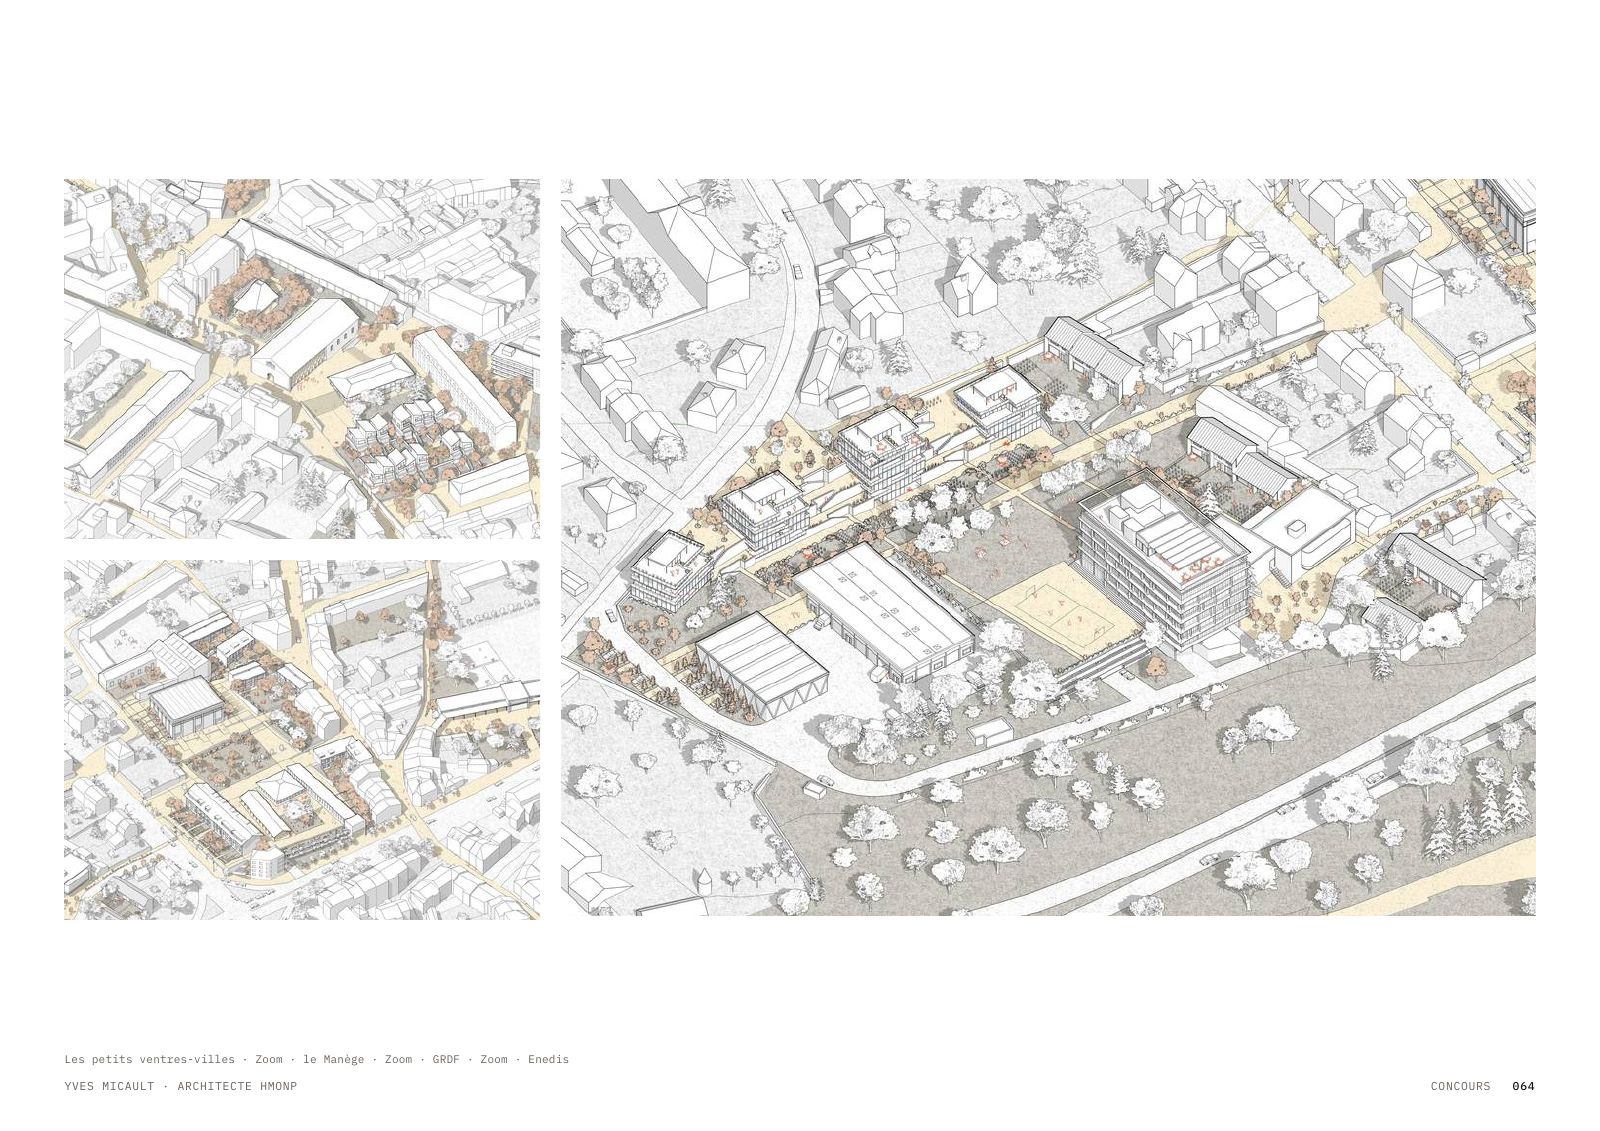 Les petits ventres-villes · Zoom · le Manège · Zoom · GRDF · Zoom · Enedis
YVES MICAULT · ARCHITECTE HMONP
CONCOURS 064